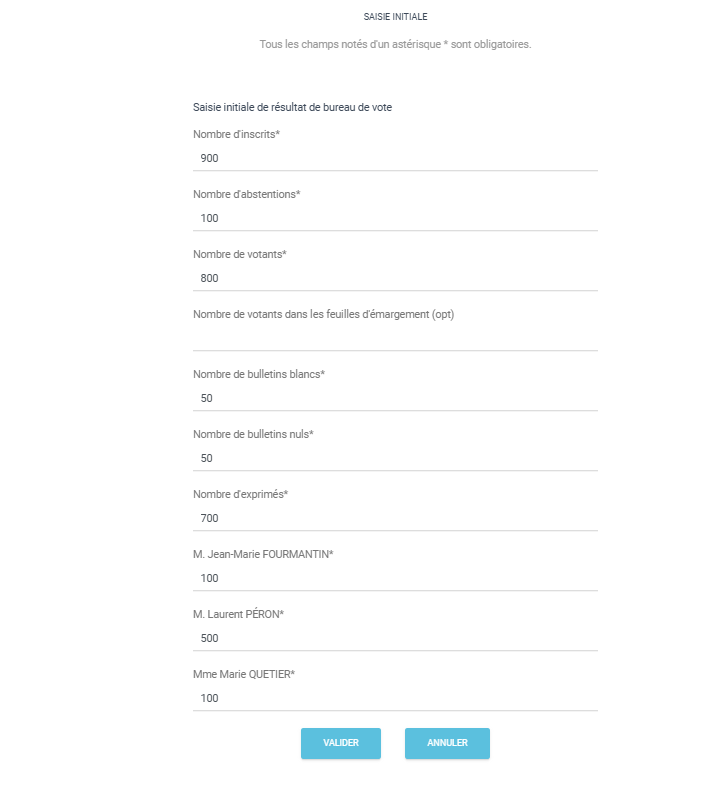 SAISIE INITIALE
Tous les champs notés d'un astérisque * sont obligatoires.
Saisie initiale de résultat de bureau de vote
Nombre d'inscrits*
900
Nombre d'abstentions*
100
Nombre de votants*
800
Nombre de votants dans les feuilles d'émargement (opt)
Nombre de bulletins blancs*
50
Nombre de bulletins nuls*
50
Nombre d'exprimés*
700
M. Jean-Marie FOURMANTIN*
100
M. Laurent PÉRON*
500
Mme Marie QUETIER*
100
VALIDER ANNULER